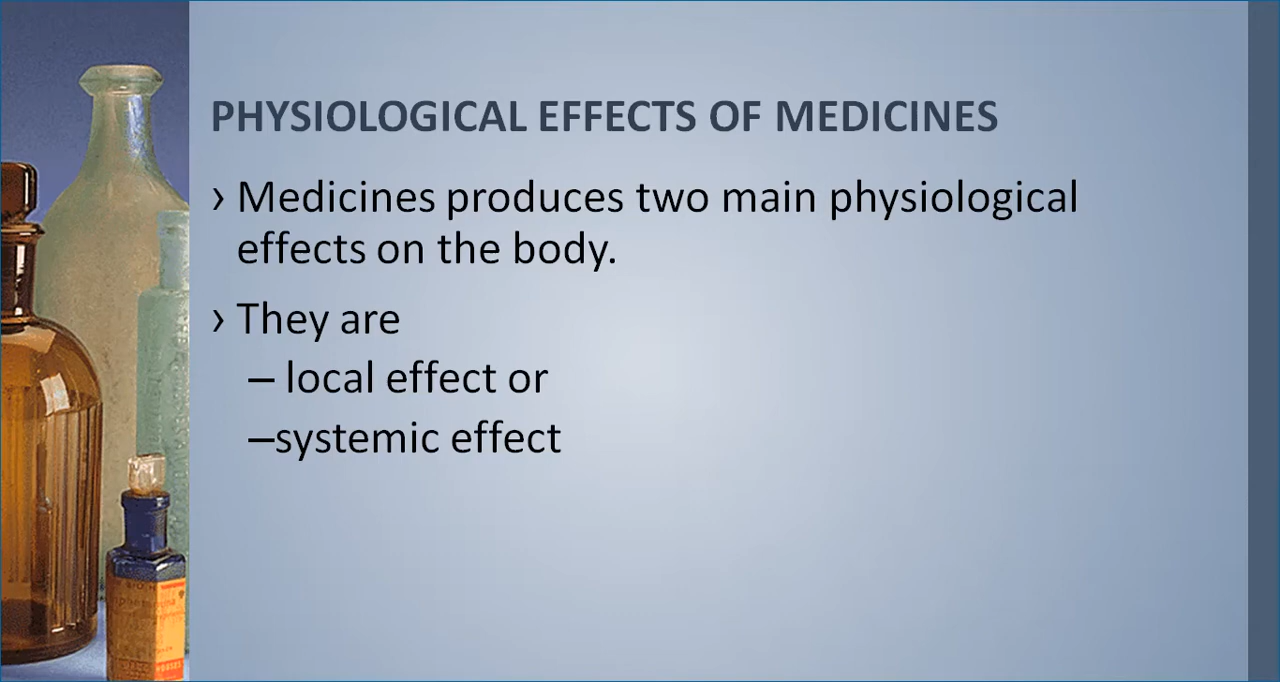 PHYSIOLOGICAL EFFECTS OF MEDICINES
› Medicines produces two main physiological
effects on the body.
› They are
– local effect or
–systemic effect